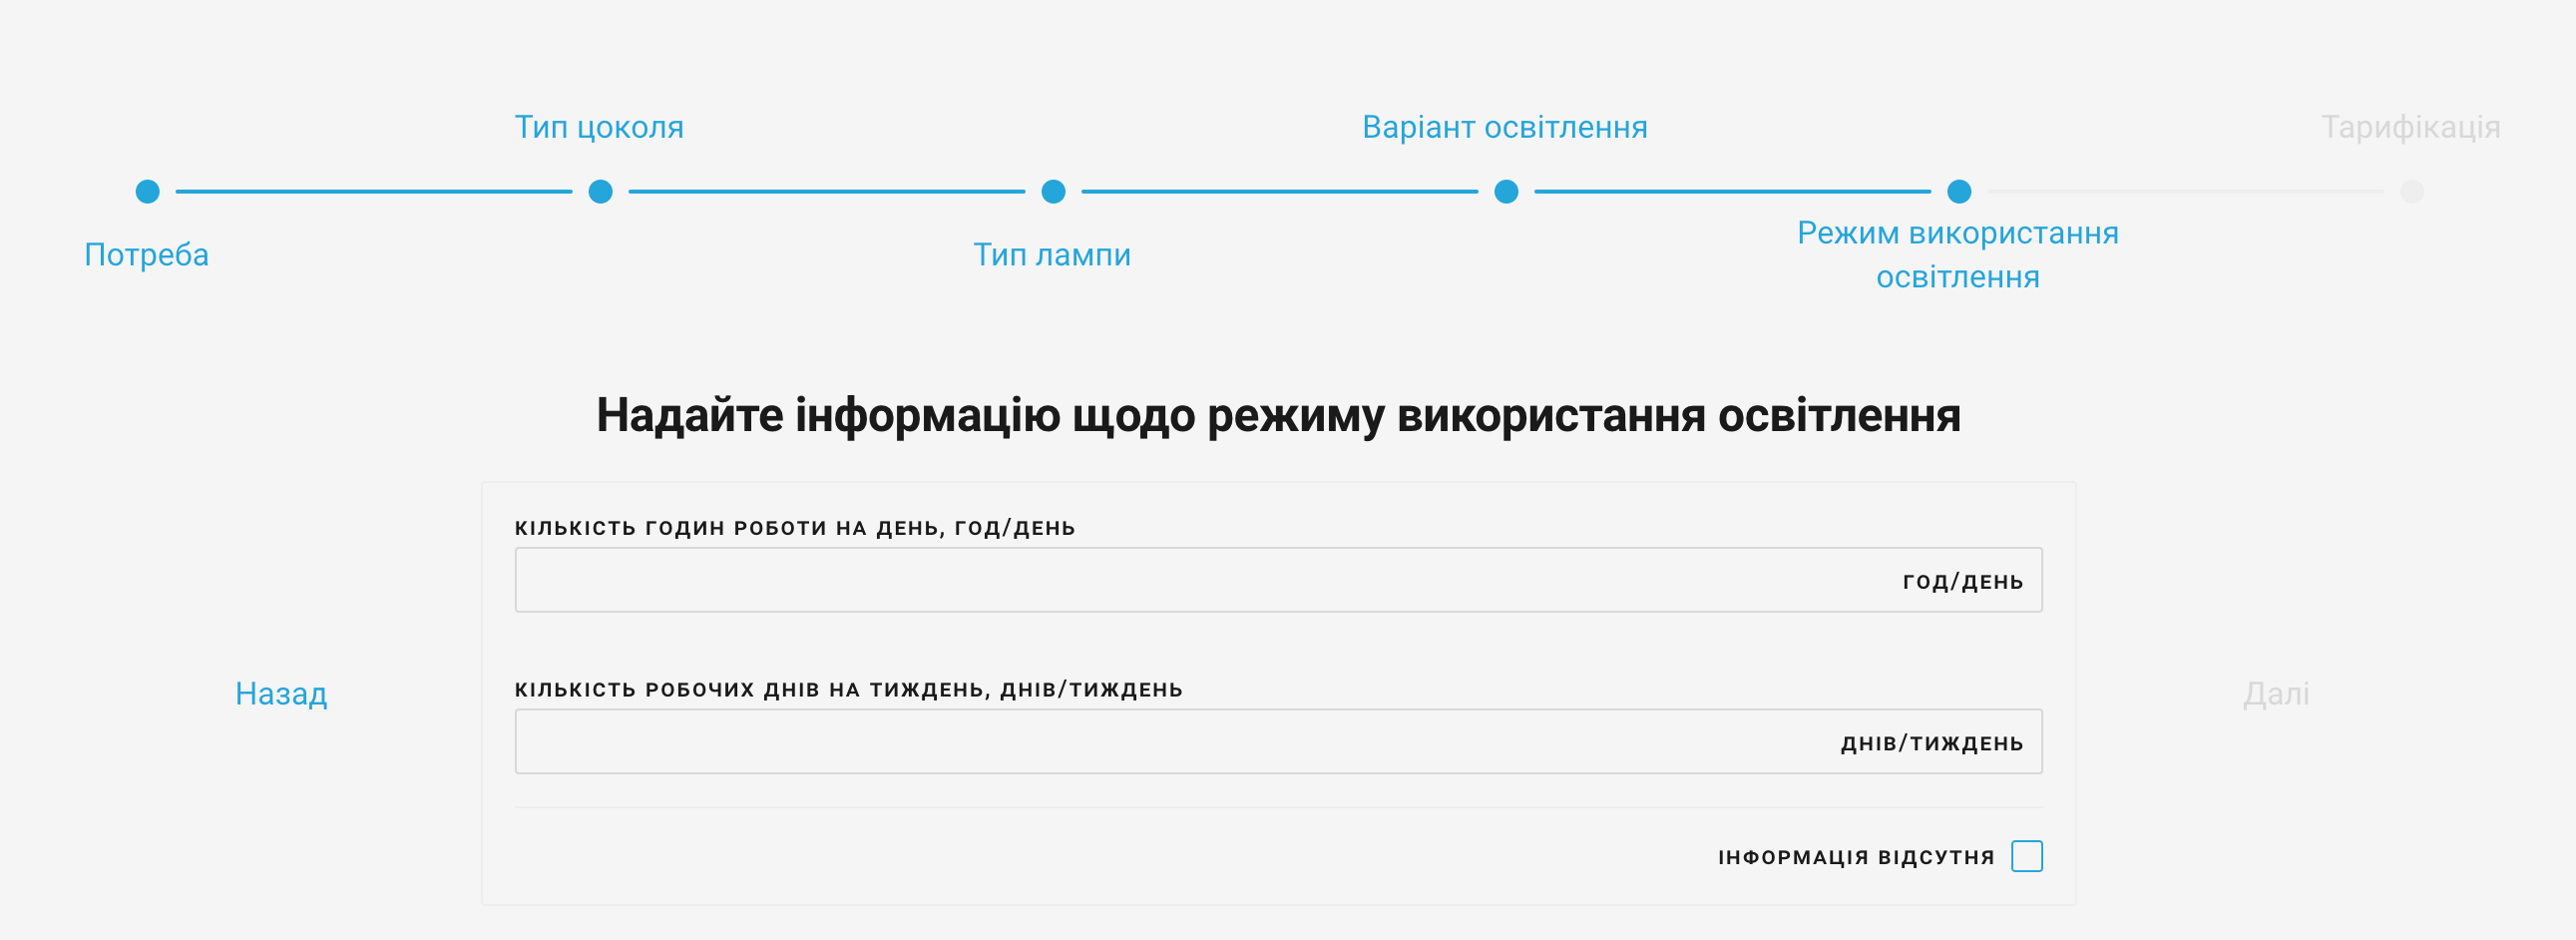 Тип цоколя
Варіант освітлення
Тарифікація
Потреба
Тип лампи
Режим використання
освітлення
Надайте інформацію щодо режиму використання освітлення
КІЛЬКІСТЬ ГОДИН РОБОТИ НА ДЕНЬ, ГОД/ДЕНЬ
ГОД/ДЕНЬ
КІЛЬКІСТЬ РОБОЧИХ ДНІВ НА ТИЖДЕНЬ, ДНІВ/ТИЖДЕНЬ
Назад
Далі
ДНІВ/ТИЖДЕНЬ
ІНФОРМАЦІЯ ВІДСУТНЯ